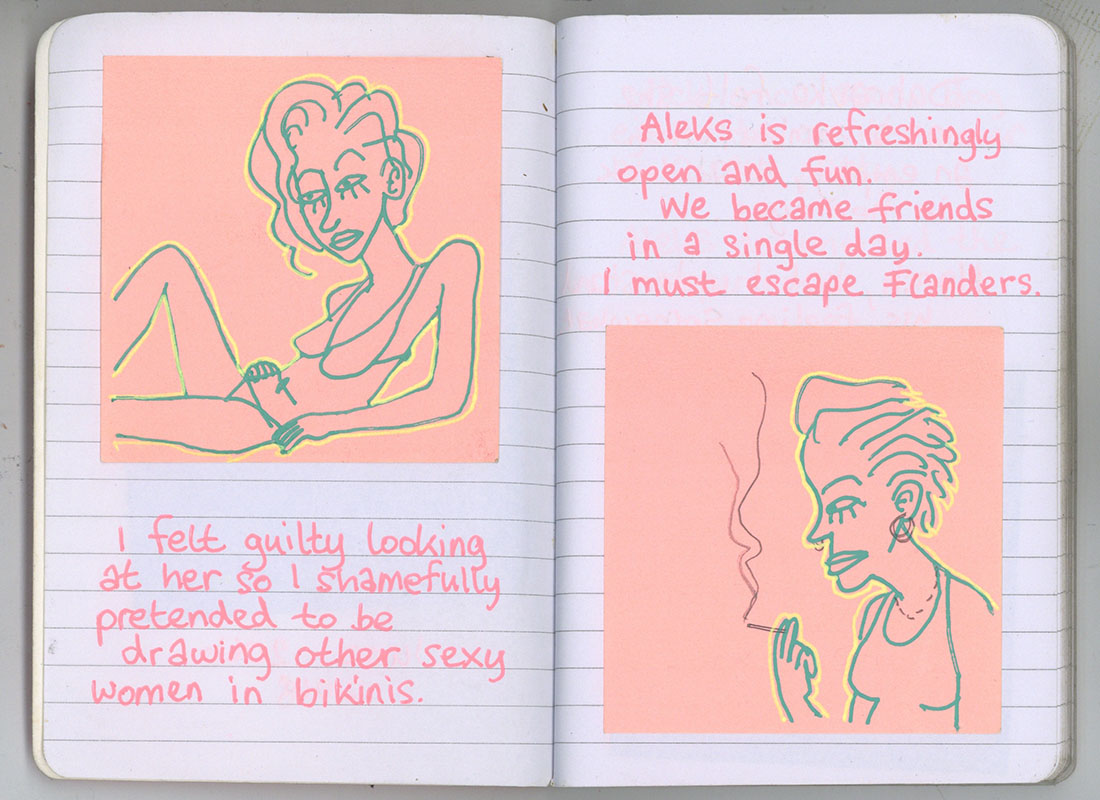 I felt guilty looking
at her so I shamefully
pretended to be
drawing other sexy
women in bikinis.
Aleks is refreshingly
open and fun.
We became friends
in a single day.
I must escape Flanders.